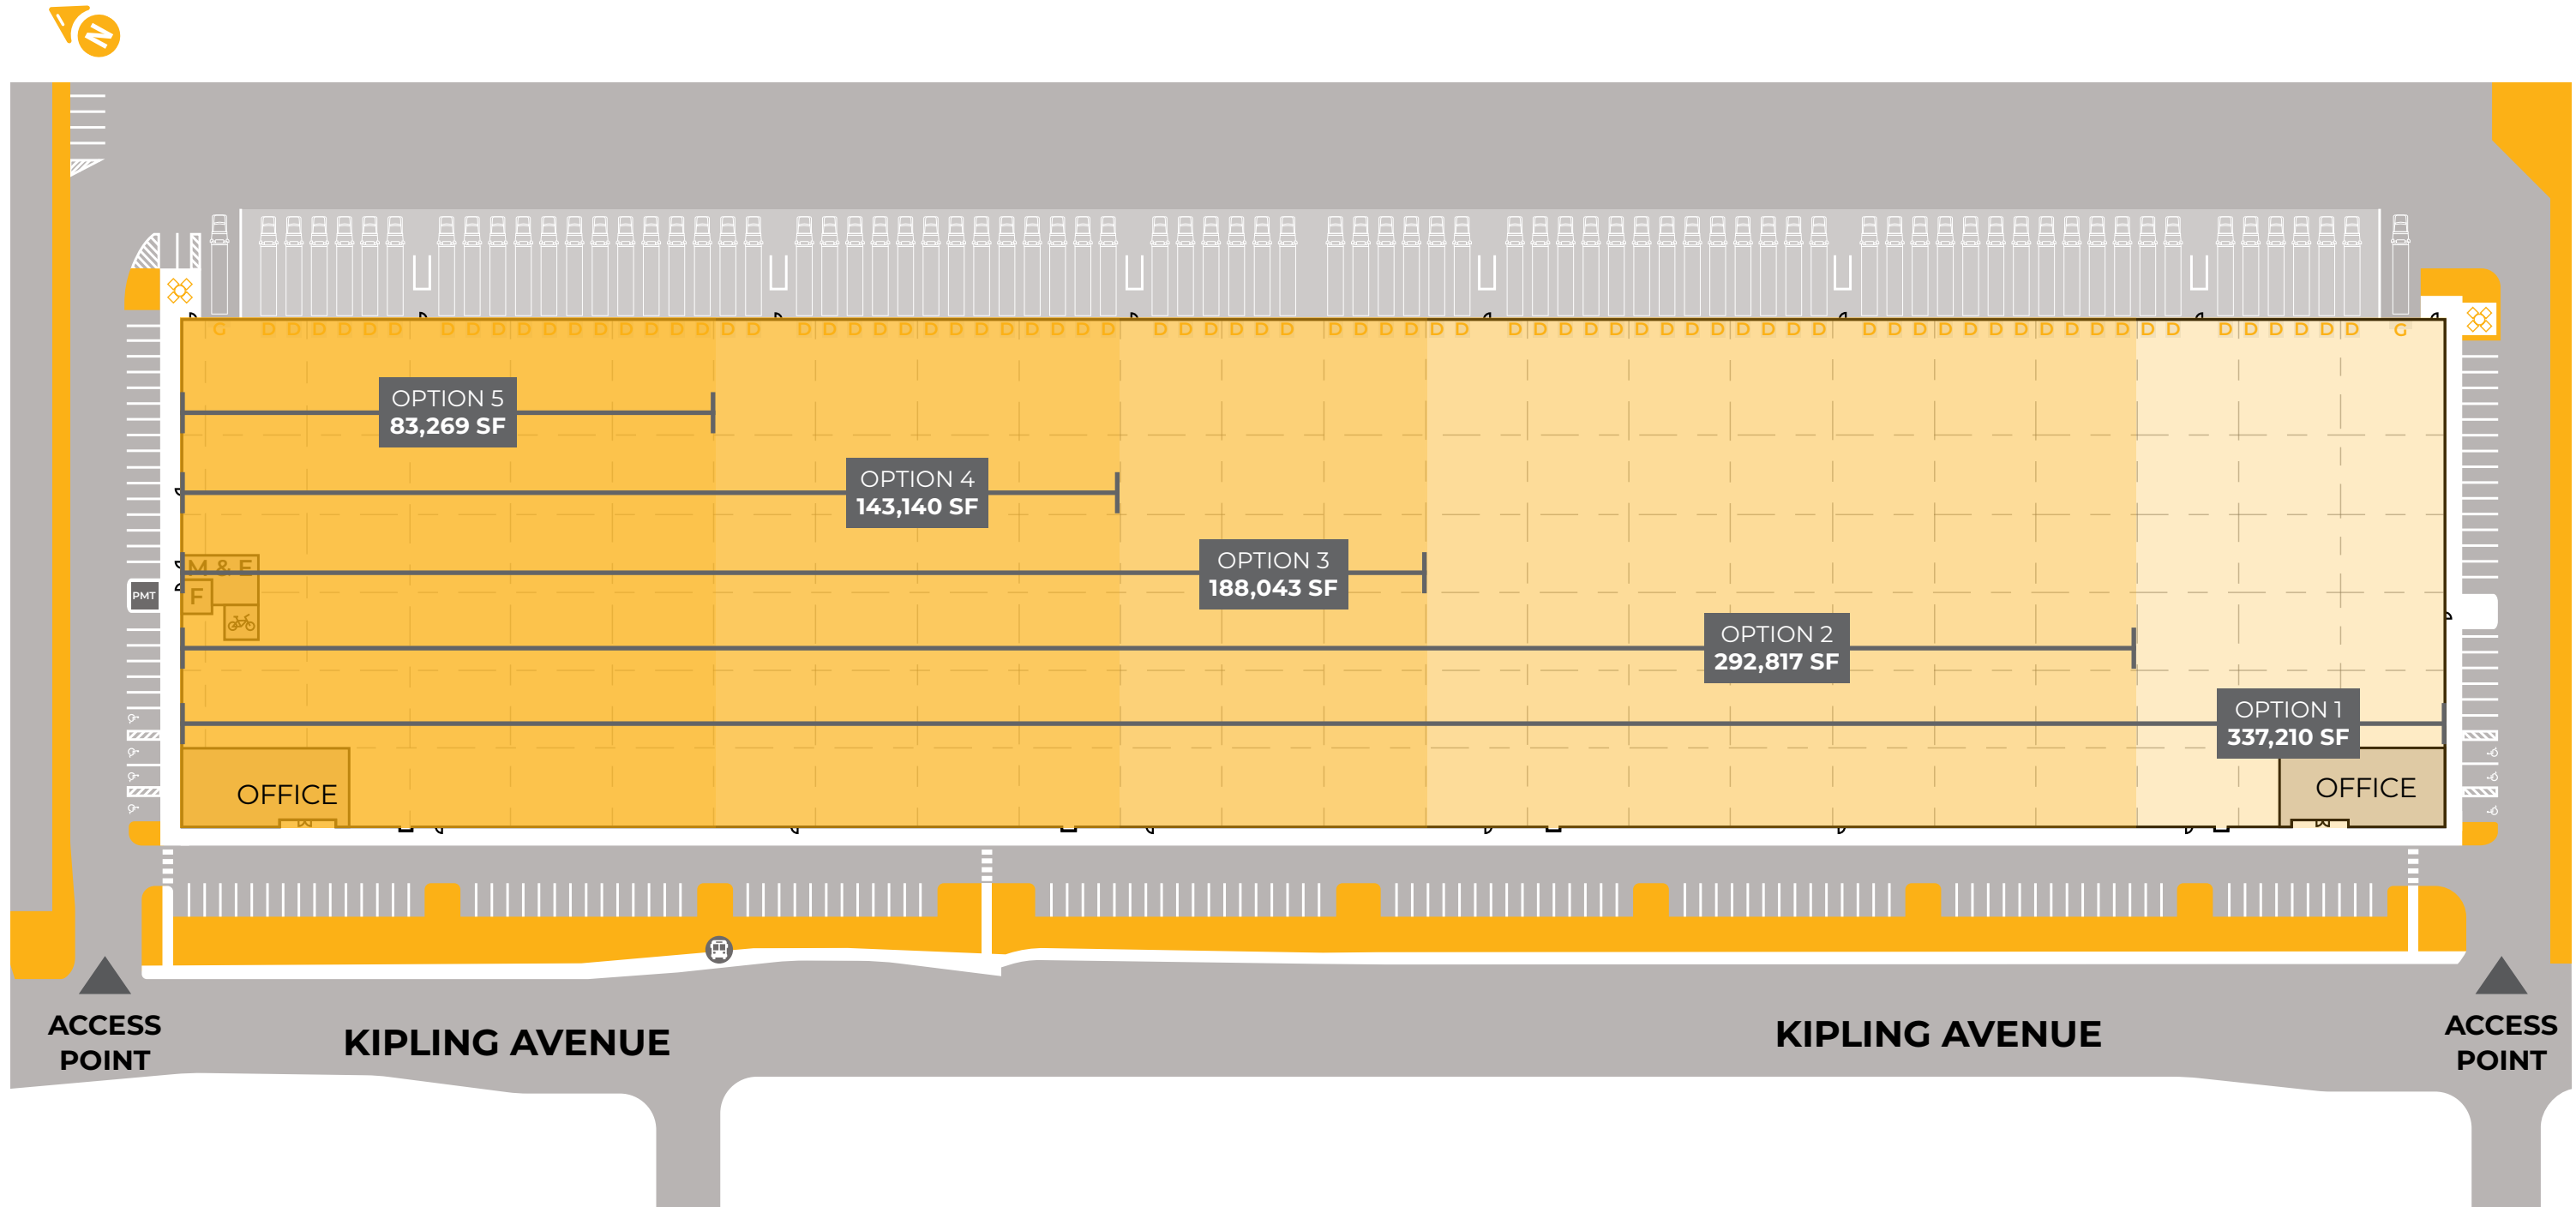 N
G D D D D D D D D D D D D D D D D D D D D D D D D D D D D D D D D D D D D D D D D D D D D D D D D D D D D D D D D D D D D D D D D D D D D D D D D D D D D G
OPTION 5
83,269 SF
OPTION 4
143,140 SF
OPTION 3
188,043 SF
M & E
PMT
F
OPTION 2
292,817 SF
OPTION 1
337,210 SF
OFFICE
OFFICE
ACCESS
POINT
KIPLING AVENUE
KIPLING AVENUE
ACCESS
POINT